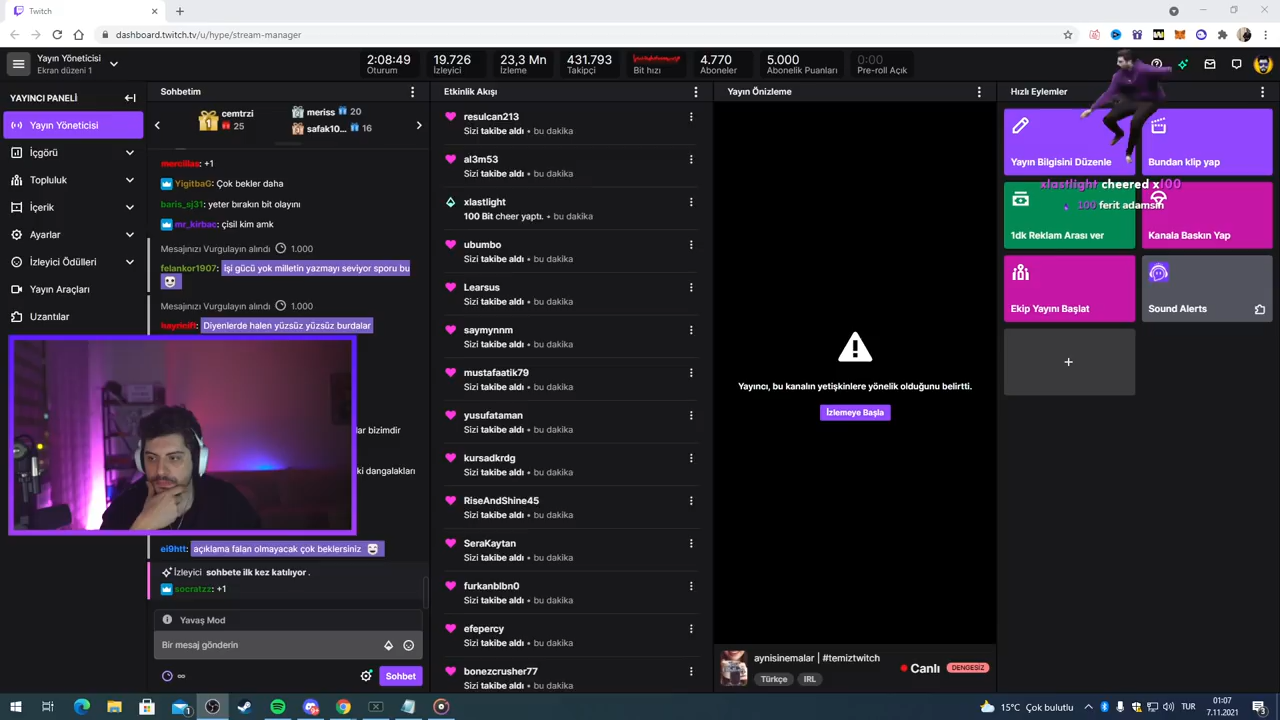 Twitch
dashboard.twitch.tv/u/hype/stream-manager
Yayın Yöneticisi
Ekran düzeni 1
2:08:49
Oturum
19.726
İzleyici
23,3 Mn
İzleme
431.793
Takipçi
Bit hızı
4.770
Aboneler
5.000
Abonelik Puanları
0:00
Pre-roll Açık
YAYINCI PANELİ
Yayın Yöneticisi
İçgörü
Topluluk
İçerik
Ayarlar
İzleyici Ödülleri
Yayın Araçları
Uzantılar
Sohbetim
cemtrzi
25
meriss 20
safak10... 16
mercillas: +1
YigitbaG: Çok bekler daha
baris_sj31: yeter bırakın bit olayını
mr_kirbac: çisil kim amk
Mesajınızı Vurgulayın alındı 1.000
felankor1907: işi gücü yok milletin yazmayı seviyor sporu bu
Mesajınızı Vurgulayın alındı 1.000
Diyenlerde halen yüzsüz yüzsüz burdalar
lar bizimdir
ki dangalakları
ei9htt: açıklama falan olmayacak çok beklersiniz
İzleyici sohbete ilk kez katılıyor .
socratzz: +1
Yavaş Mod
Bir mesaj gönderin
∞
Sohbet
Etkinlik Akışı
resulcan213
Sizi takibe aldı • bu dakika
al3m53
Sizi takibe aldı • bu dakika
xlastlight
100 Bit cheer yaptı. • bu dakika
ubumbo
Sizi takibe aldı • bu dakika
Learsus
Sizi takibe aldı • bu dakika
saymynnm
Sizi takibe aldı • bu dakika
mustafaatik79
Sizi takibe aldı • bu dakika
yusufataman
Sizi takibe aldı • bu dakika
kursadkrdg
Sizi takibe aldı • bu dakika
RiseAndShine45
Sizi takibe aldı • bu dakika
SeraKaytan
Sizi takibe aldı • bu dakika
furkanblbn0
Sizi takibe aldı • bu dakika
efepercy
Sizi takibe aldı • bu dakika
bonezcrusher77
Sizi takibe aldı • bu dakika
Yayın Önizleme
Yayıncı, bu kanalın yetişkinlere yönelik olduğunu belirtti.
İzlemeye Başla
aynisinemalar | #temiztwitch
Türkçe
IRL
Canlı
DENGESİZ
Hızlı Eylemler
Yayın Bilgisini Düzenle
Bundan klip yap
xlastlight cheered x100
100 ferit adamsin
1dk Reklam Arası ver
Kanala Baskın Yap
Ekip Yayını Başlat
Sound Alerts
15°C Çok bulutlu
TUR
01:07
7.11.2021